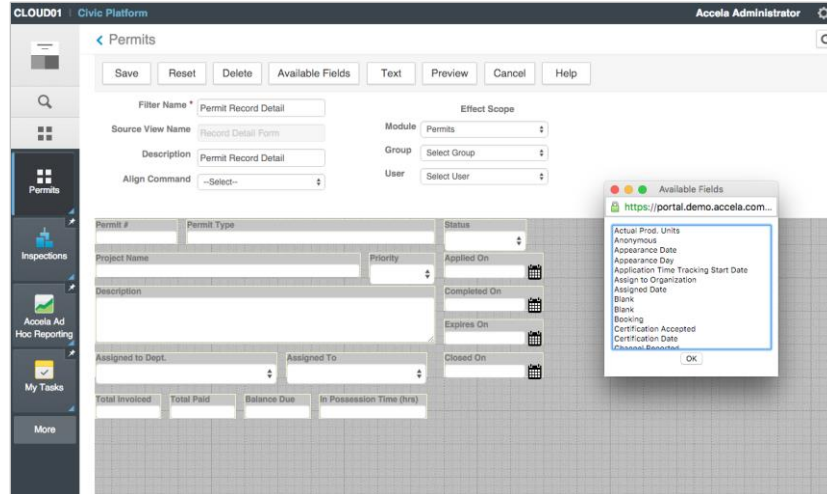 CLOUD01 Civic Platform Accela Administrator
Permits
Save Reset Delete Available Fields Text Preview Cancel Help
Filter Name * Permit Record Detail Effect Scope
Source View Name Record Detail Form Module Permits
Description Permit Record Detail Group Select Group
Align Command --Select-- User Select User
Permits
Inspections
Accela Ad
Hoc Reporting
My Tasks
More
Permit # Permit Type Status
Project Name Priority Applied On
Description Completed On
Expires On
Assigned to Dept. Assigned To Closed On
Total Invoiced Total Paid Balance Due In Possession Time (hrs)
Available Fields
https://portal.demo.accela.com...
Actual Prod. Units
Anonymous
Appearance Date
Appearance Day
Application Time Tracking Start Date
Assign to Organization
Assigned Date
Blank
Blank
Booking
Certification Accepted
Certification Date
Channel Reported
OK